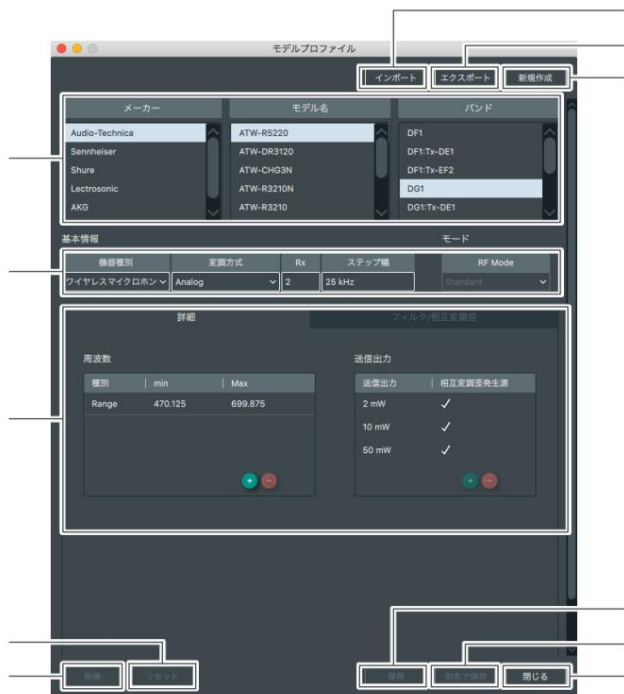 モデルプロファイル
インポート エクスポート 新規作成
メーカー モデル名 バンド
Audio-Technica ATW-R5220 DF1
Sennheiser ATW-DR3120 DF1:Tx-DE1
Shure ATW-CHG3N DF1:Tx-EF2
Lectrosonic ATW-R3210N DG1
AKG ATW-R3210 DG1:Tx-DE1
基本情報 モード
機器種別 変調方式 Rx ステップ幅 RF Mode
ワイヤレスマイクロホン Analog 2 25 kHz Standard
詳細 フィルタ/相互変調歪
周波数 送信出力
種別 min Max 送信出力 相互変調歪発生源
Range 470.125 699.875 2 mW ✓
10 mW ✓
50 mW ✓
削除 リセット 保存 別名で保存 閉じる